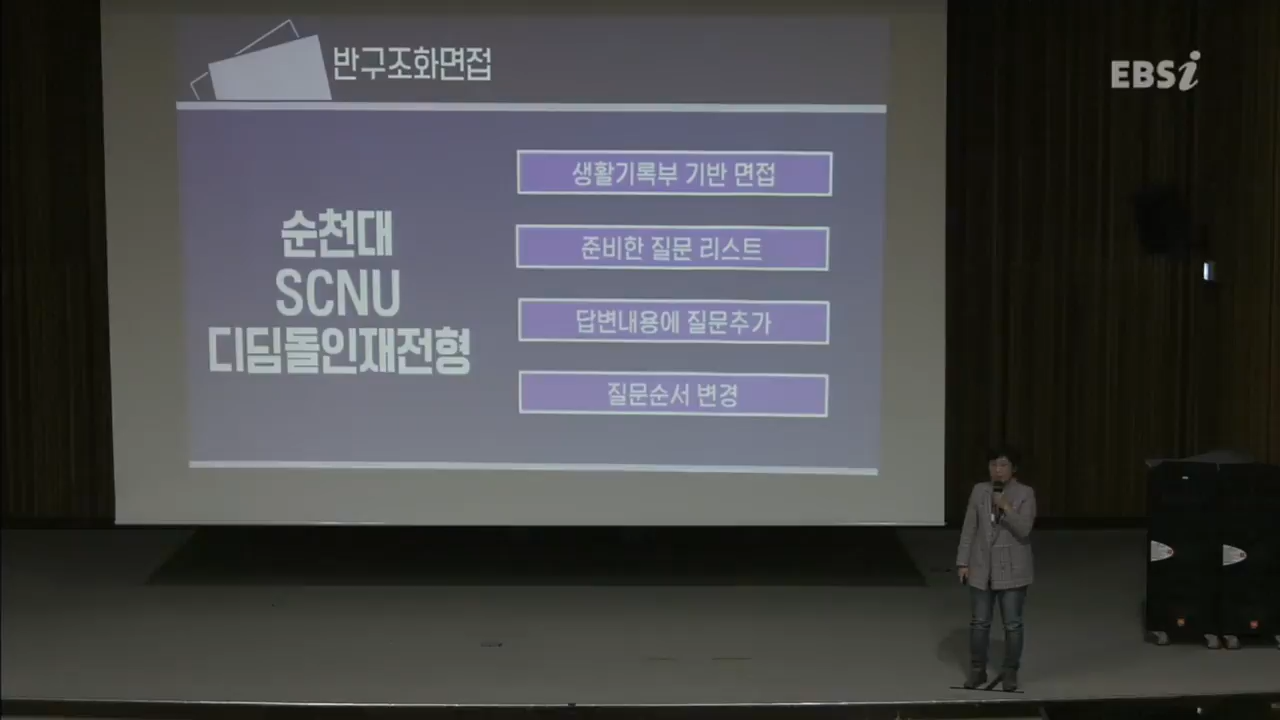 반구조화면접
EBSi
순천대
SCNU
디딤돌인재전형
생활기록부 기반 면접
준비한 질문 리스트
답변내용에 질문추가
질문순서 변경